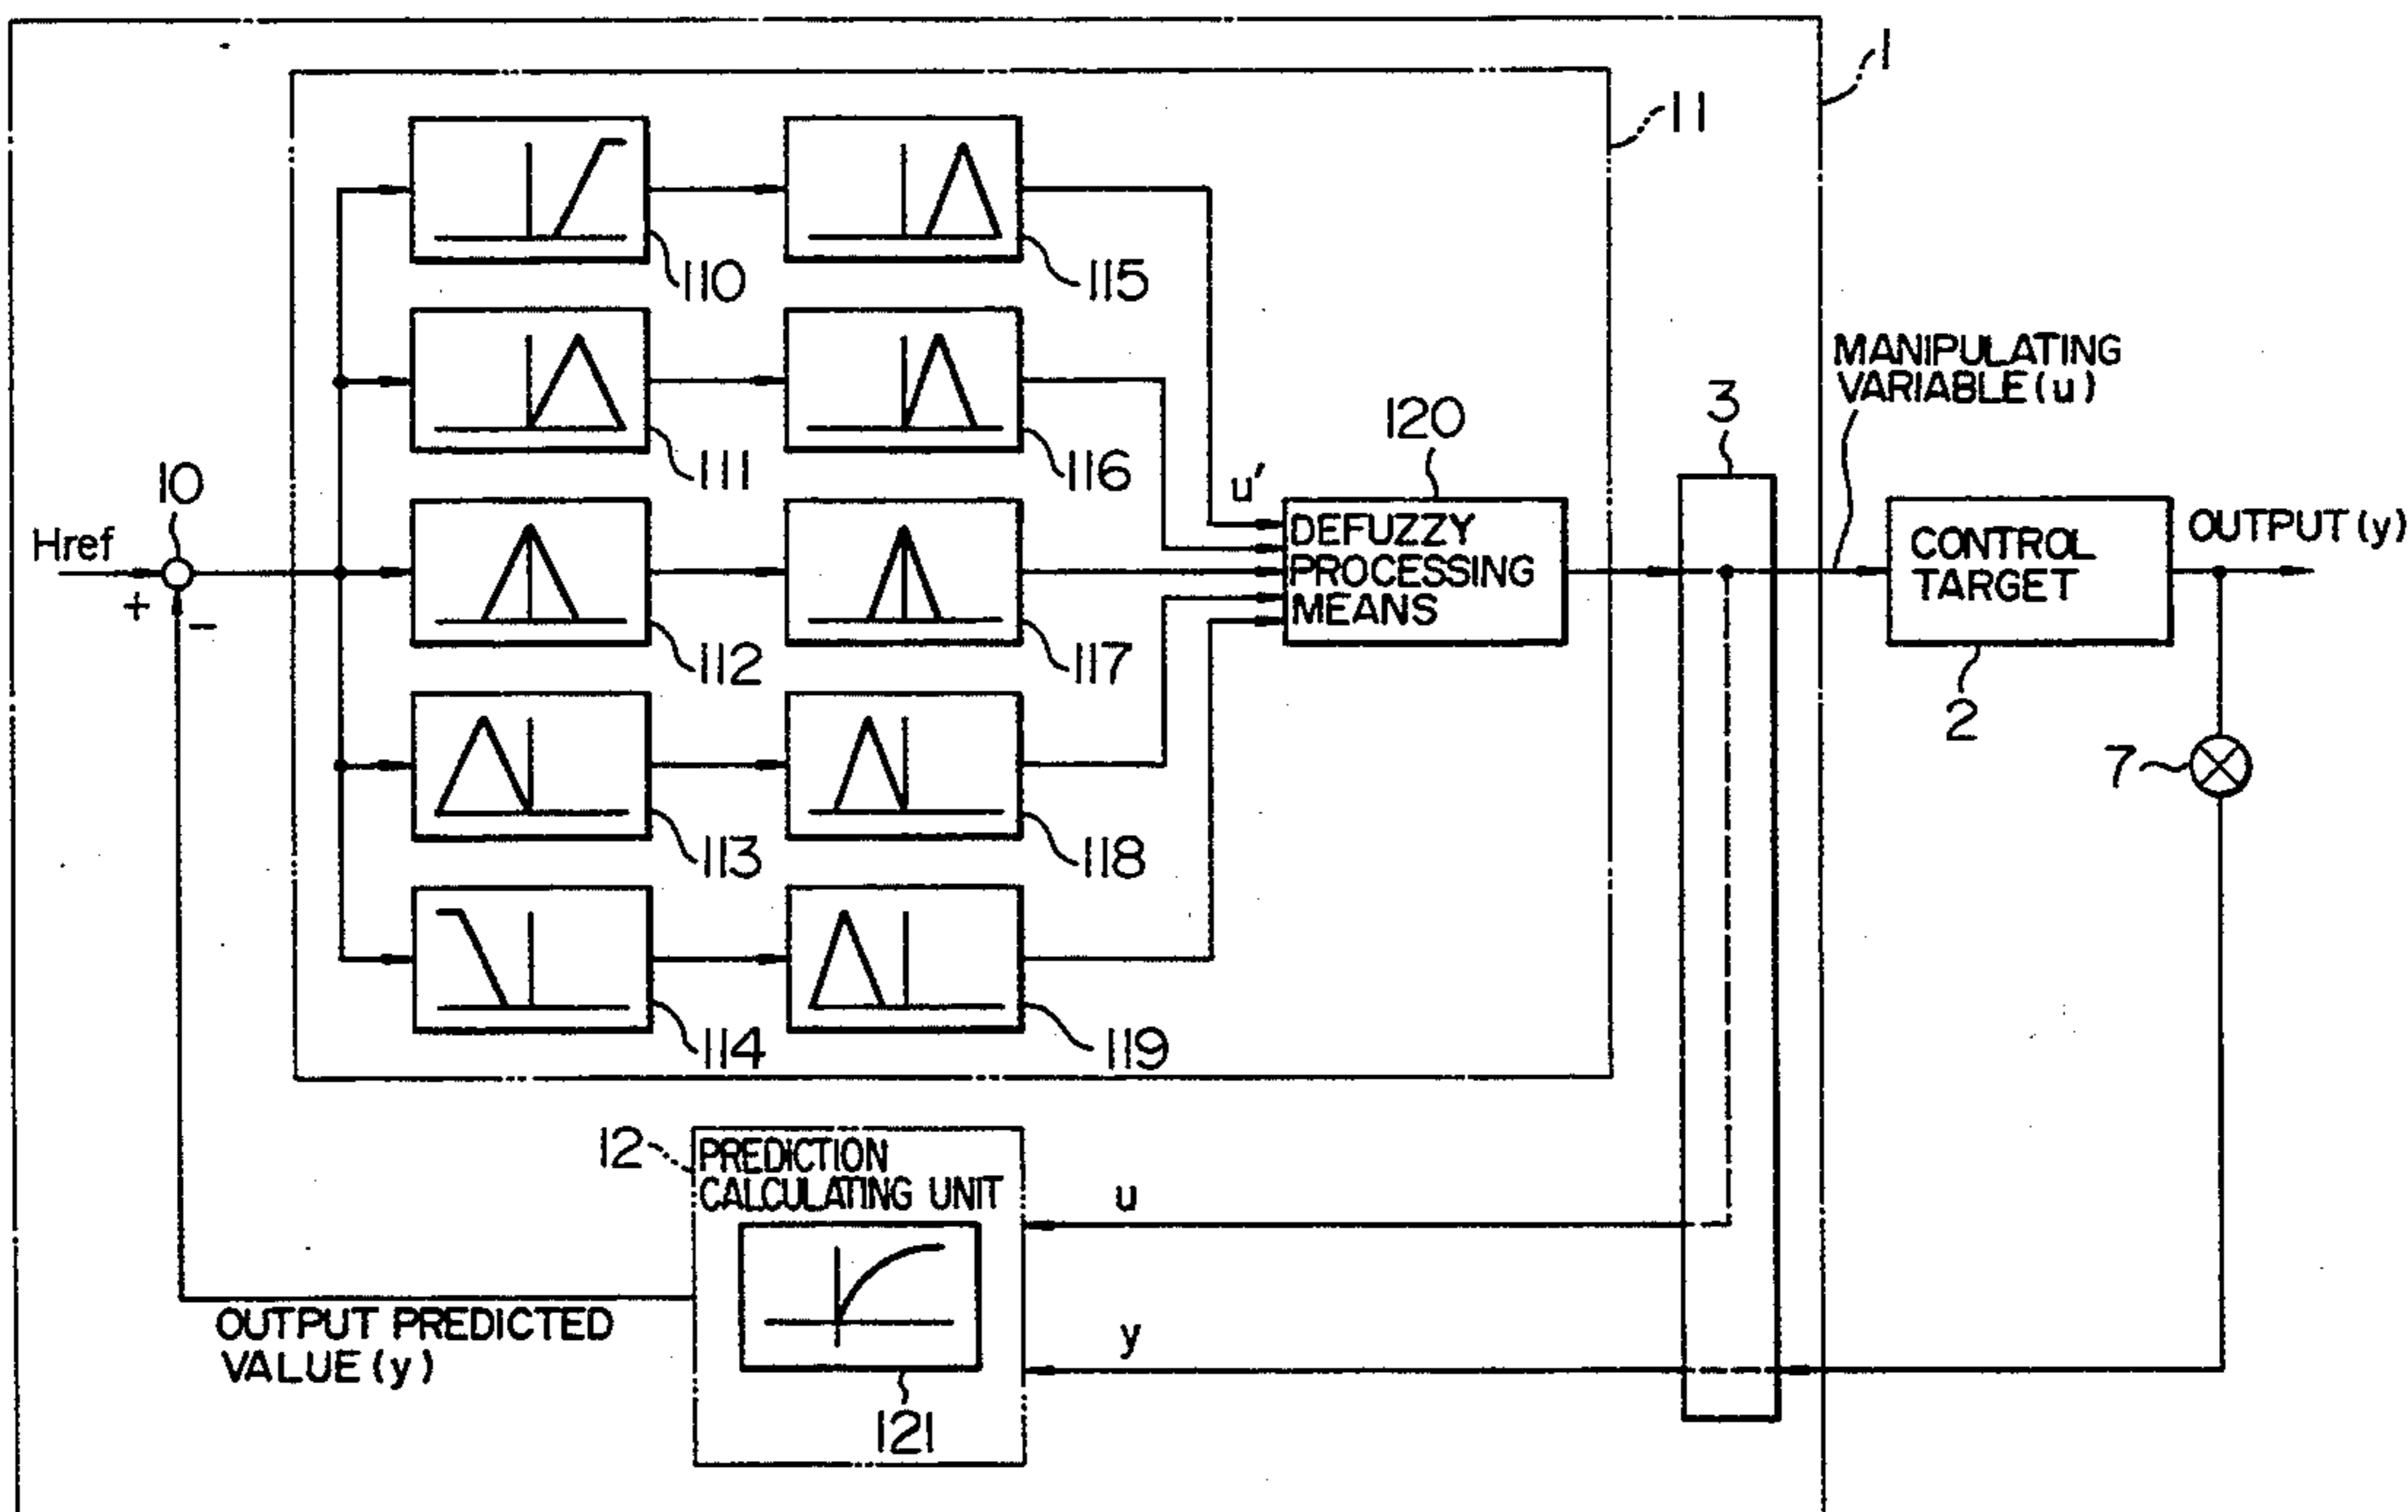 1
11
110
115
MANIPULATING
VARIABLE (u)
3
120
111
116
u'
10
Href
DEFUZZY
PROCESSING
MEANS
CONTROL
TARGET
OUTPUT (y)
+
−
112
117
2
7
113
118
114
119
12
PREDICTION
CALCULATING UNIT
u
OUTPUT PREDICTED
VALUE (y)
y
121